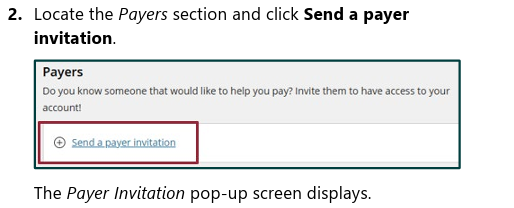 2. Locate the Payers section and click Send a payer
invitation.
Payers
Do you know someone that would like to help you pay? Invite them to have access to your
account!
Send a payer invitation
The Payer Invitation pop-up screen displays.